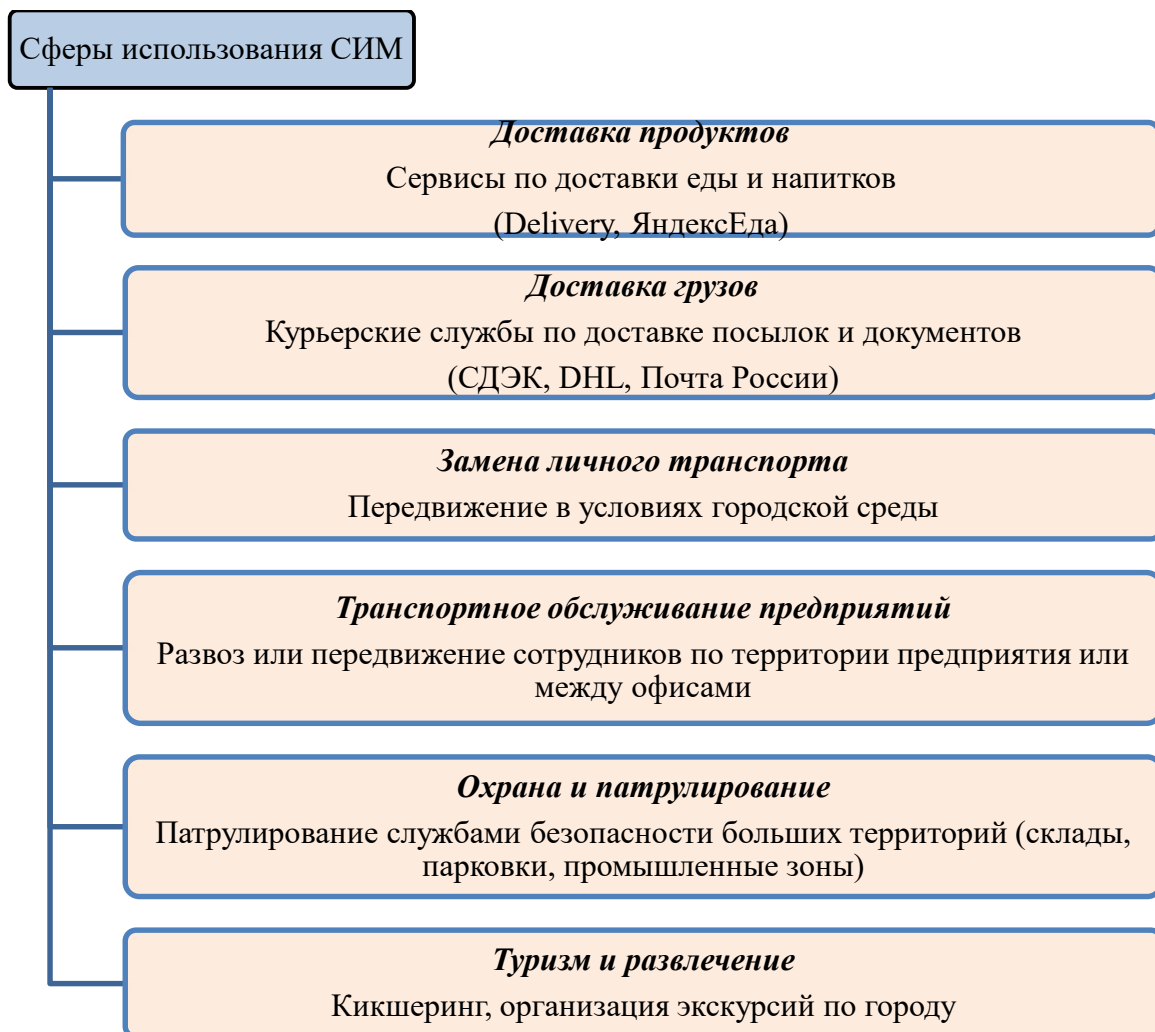 Сферы использования СИМ
Доставка продуктов
Сервисы по доставки еды и напитков
(Delivery, ЯндексЕда)
Доставка грузов
Курьерские службы по доставке посылок и документов
(СДЭК, DHL, Почта России)
Замена личного транспорта
Передвижение в условиях городской среды
Транспортное обслуживание предприятий
Развоз или передвижение сотрудников по территории предприятия или
между офисами
Охрана и патрулирование
Патрулирование службами безопасности больших территорий (склады,
парковки, промышленные зоны)
Туризм и развлечение
Кикшеринг, организация экскурсий по городу